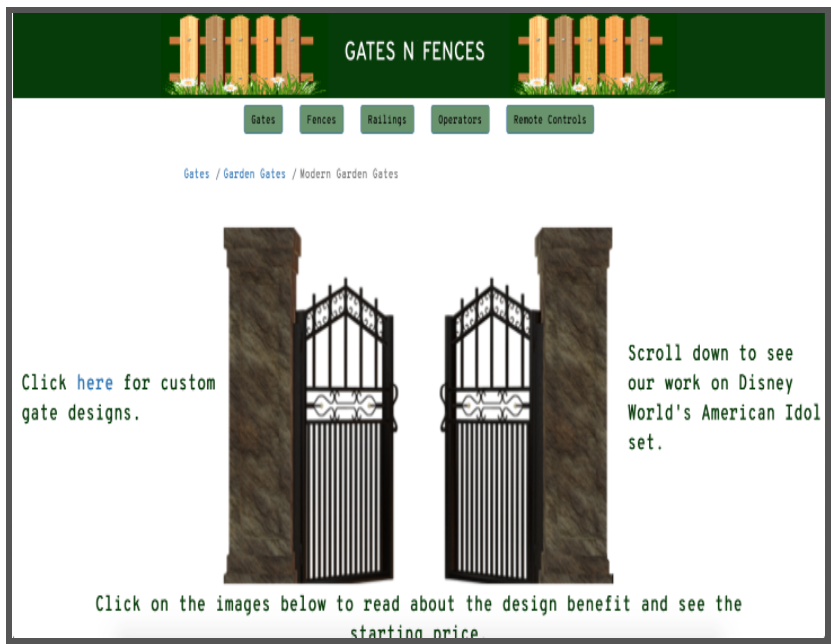 GATES N FENCES
Gates Fences Railings Operators Remote Controls
Gates / Garden Gates / Modern Garden Gates
Click here for custom
gate designs.
Scroll down to see
our work on Disney
World's American Idol
set.
Click on the images below to read about the design benefit and see the
starting price.